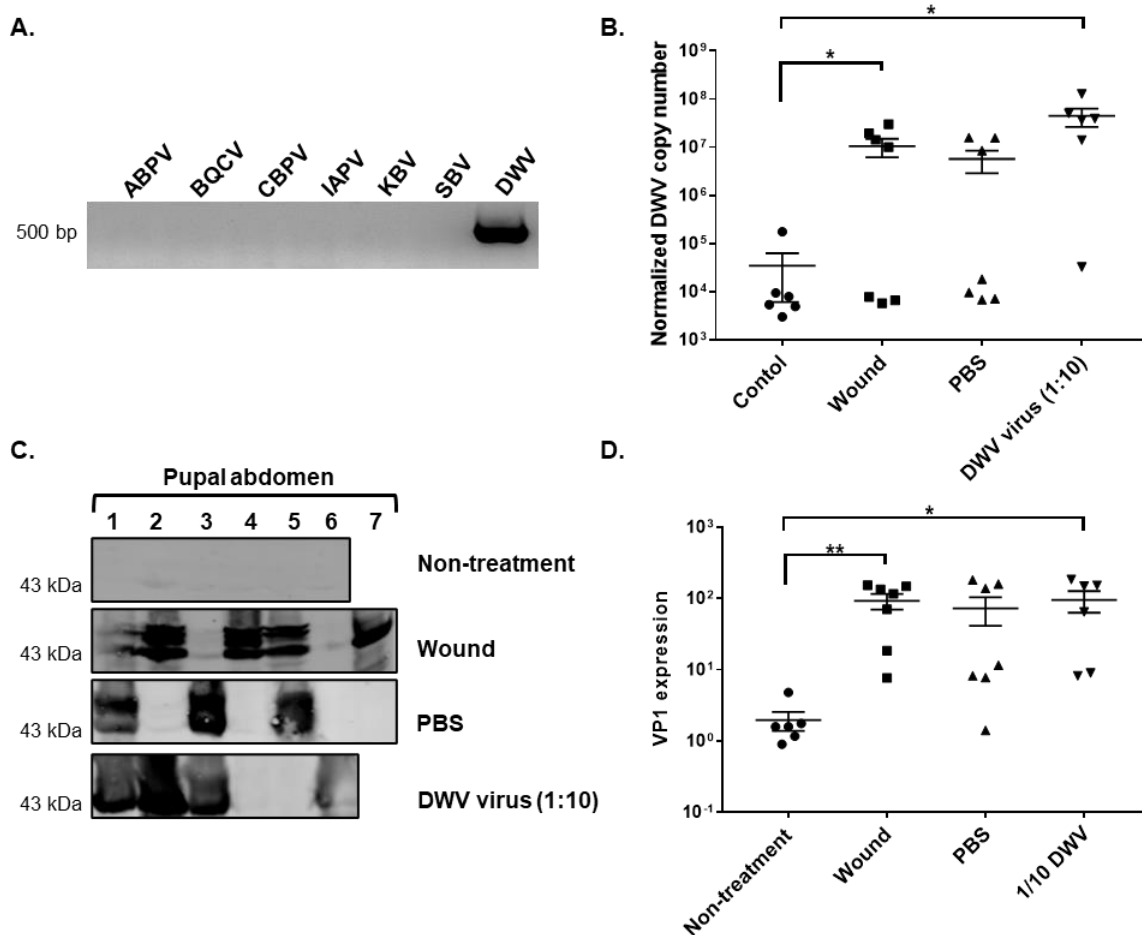 A.
ABPV BQCV CBPV IAPV KBV SBV DWV
500 bp
B.
Normalized DWV copy number
10⁹
10⁸
10⁷
10⁶
10⁵
10⁴
10³
*
*
Contol
Wound
PBS
DWV virus (1:10)
C.
Pupal abdomen
1 2 3 4 5 6 7
43 kDa Non-treatment
43 kDa Wound
43 kDa PBS
43 kDa DWV virus (1:10)
D.
VP1 expression
10³
10²
10¹
10⁰
10⁻¹
*
**
Non-treatment
Wound
PBS
1/10 DWV